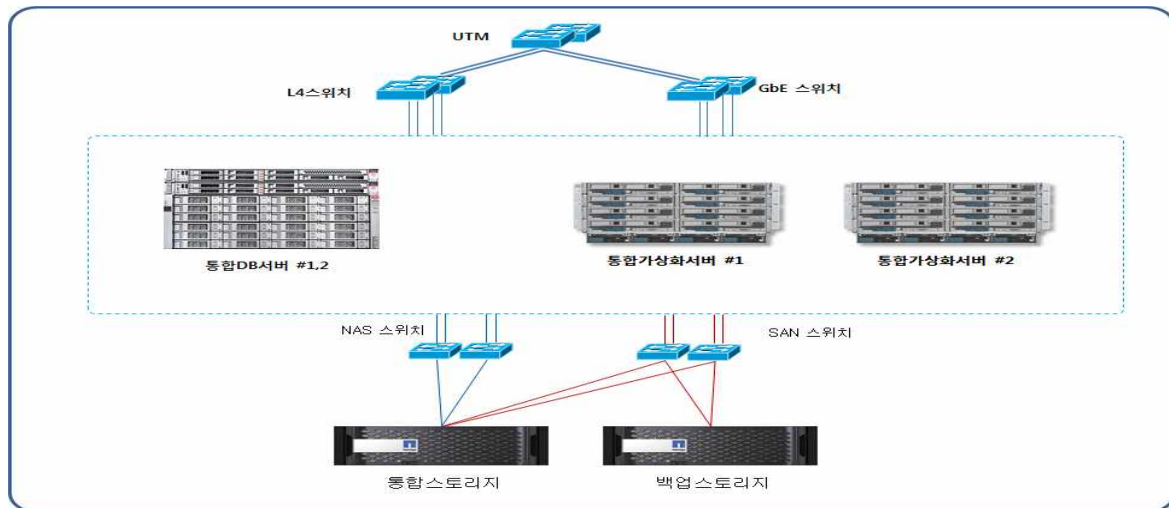 UTM
L4스위치
GbE 스위치
통합DB서버 #1,2
통합가상화서버 #1
통합가상화서버 #2
NAS 스위치
SAN 스위치
통합스토리지
백업스토리지